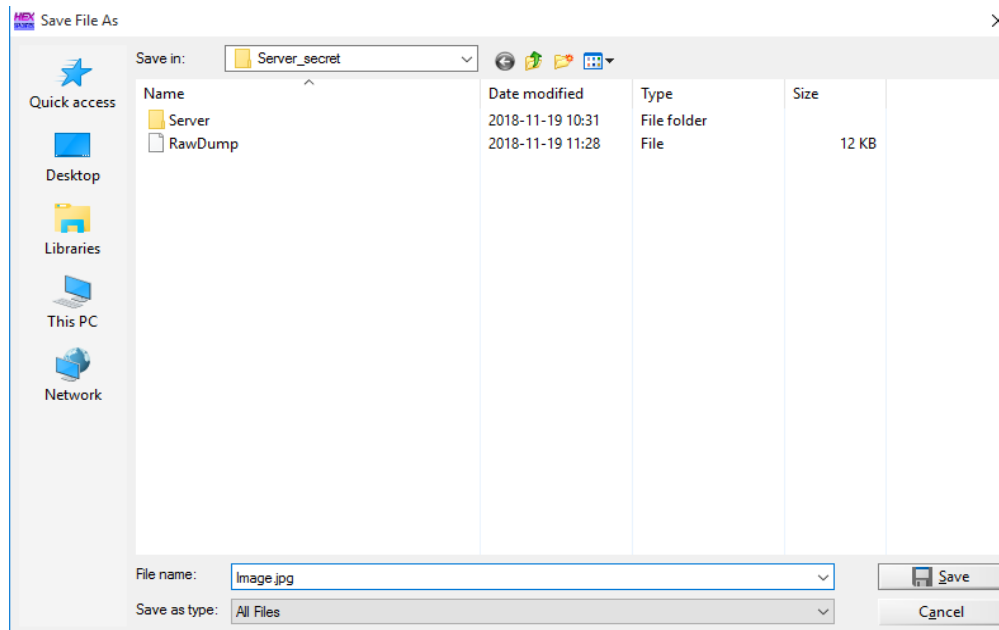 HEX Save File As
Save in: Server_secret
Quick access
Desktop
Libraries
This PC
Network
Name Date modified Type Size
Server 2018-11-19 10:31 File folder
RawDump 2018-11-19 11:28 File 12 KB
File name: Image.jpg Save
Save as type: All Files Cancel